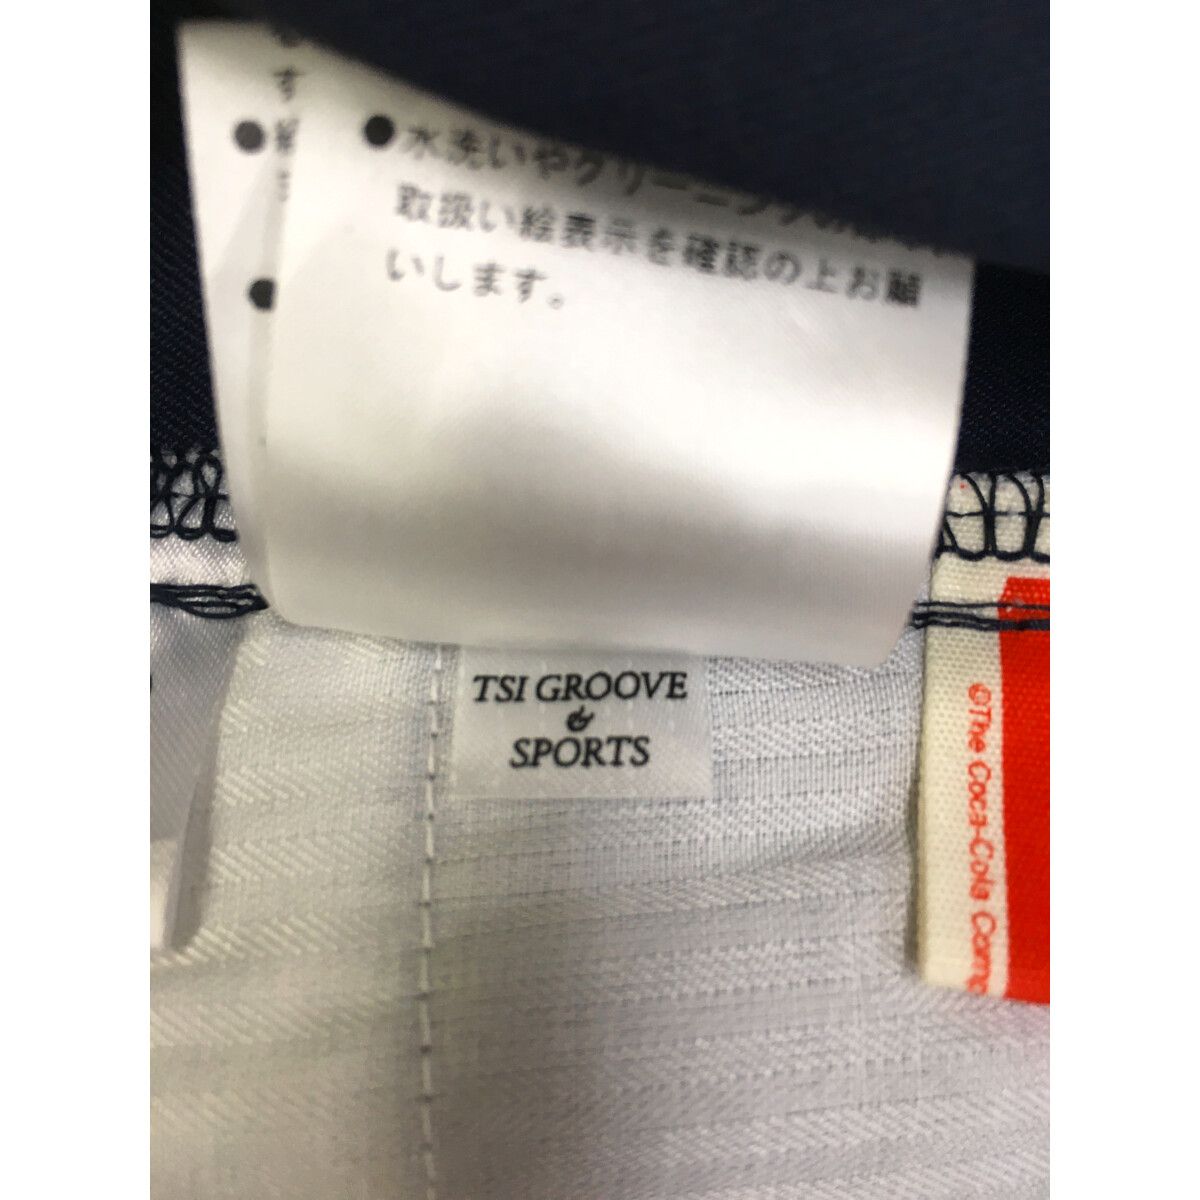 す
●
●水洗いやクリーニング
取扱い絵表示を確認の上お願
いします。
●
TSI GROOVE
&
SPORTS
©The Coca-Cola Comp